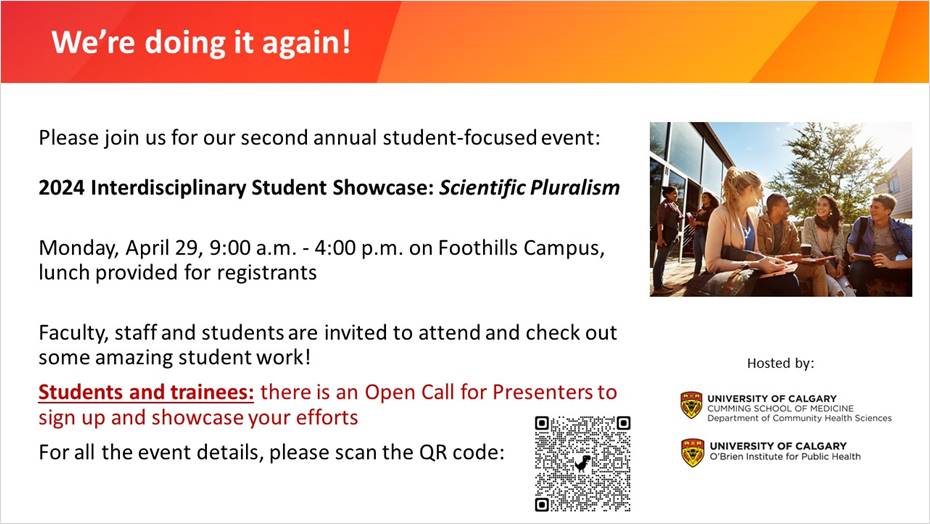 We're doing it again!
Please join us for our second annual student-focused event:
2024 Interdisciplinary Student Showcase: Scientific Pluralism
Monday, April 29, 9:00 a.m. - 4:00 p.m. on Foothills Campus,
lunch provided for registrants
Faculty, staff and students are invited to attend and check out
some amazing student work!
Students and trainees: there is an Open Call for Presenters to
sign up and showcase your efforts
For all the event details, please scan the QR code:
Hosted by:
UNIVERSITY OF CALGARY
CUMMING SCHOOL OF MEDICINE
Department of Community Health Sciences
UNIVERSITY OF CALGARY
O'Brien Institute for Public Health